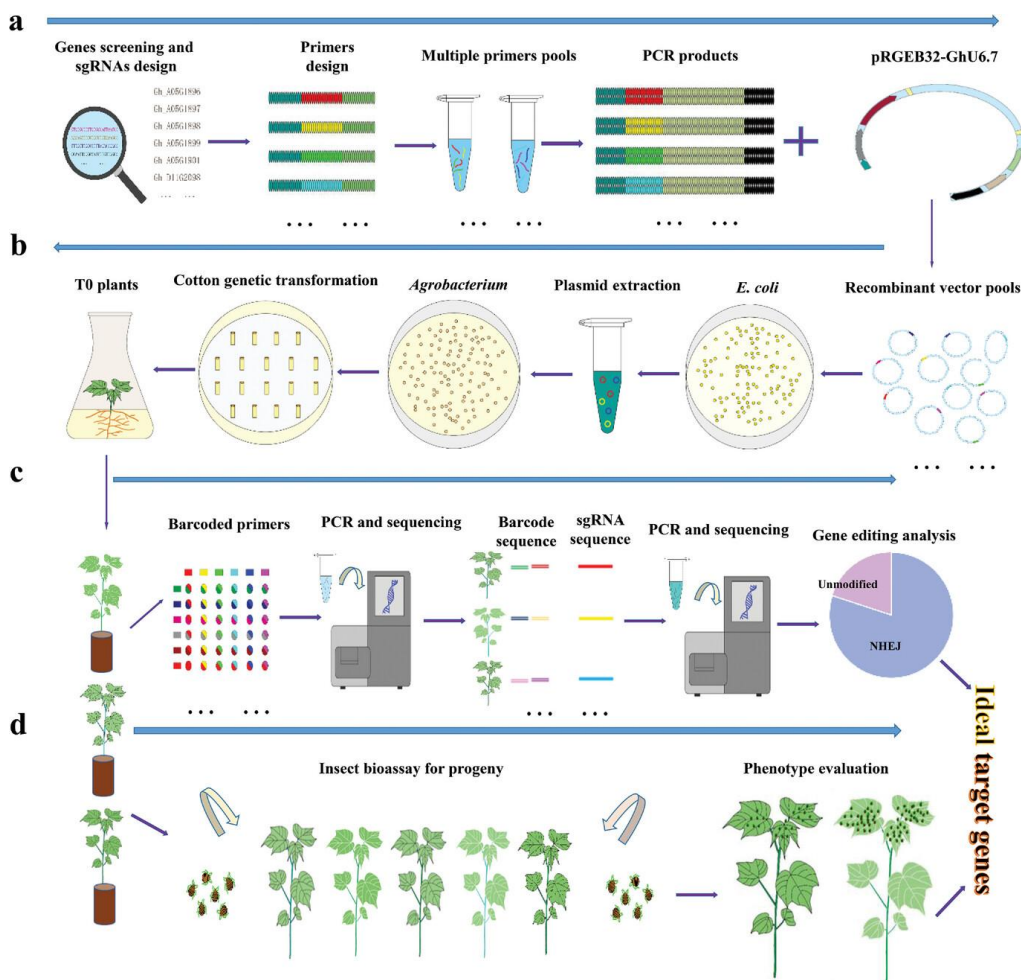 a
Genes screening and
sgRNAs design
Primers
design
Multiple primers pools
PCR products
pRGEB32-GhU6.7
Gh_A05G1896
Gh_A05G1897
Gh_A05G1898
Gh_A05G1899
Gh_A05G1901
Gh_D11G2098
... ...
... ...
... ...
b
T0 plants
Cotton genetic transformation
Agrobacterium
Plasmid extraction
E. coli
Recombinant vector pools
... ...
c
Barcoded primers
PCR and sequencing
Barcode
sequence
sgRNA
sequence
PCR and sequencing
Gene editing analysis
Unmodified
NHEJ
... ...
... ...
Ideal target genes
d
Insect bioassay for progeny
Phenotype evaluation